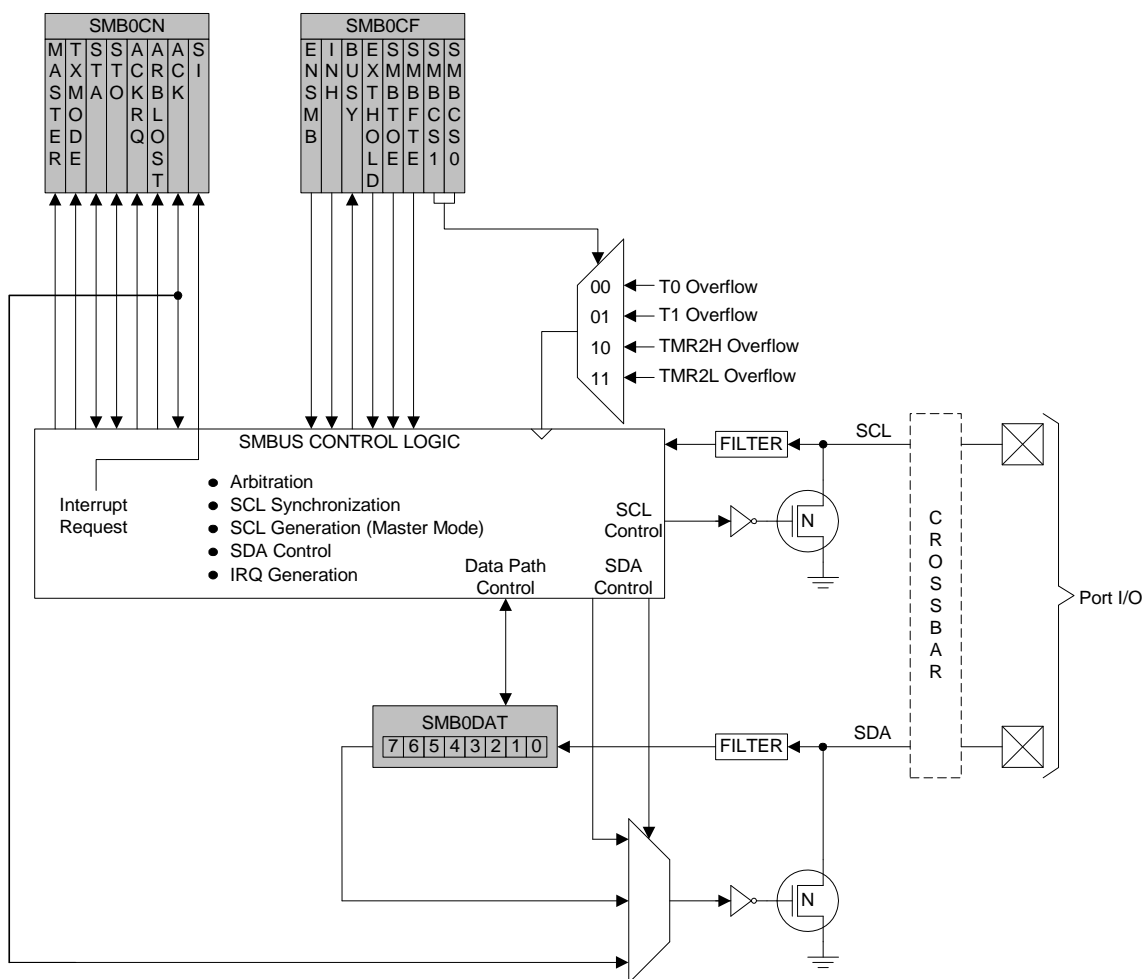 SMB0CN
SMB0CF
MASTER
TXMODE
STA
STO
ACKRQ
ARBLOST
ACK
SI
ENSMB
INH
BUSY
EXTHOLD
SMBTOE
SMBFTE
SMBCS1
SMBCS0
00
T0 Overflow
01
T1 Overflow
10
TMR2H Overflow
11
TMR2L Overflow
SMBUS CONTROL LOGIC
Interrupt
Request
● Arbitration
● SCL Synchronization
● SCL Generation (Master Mode)
● SDA Control
● IRQ Generation
SCL
Control
Data Path
Control
SDA
Control
FILTER
SCL
N
CROSSBAR
Port I/O
SMB0DAT
7 6 5 4 3 2 1 0
FILTER
SDA
N